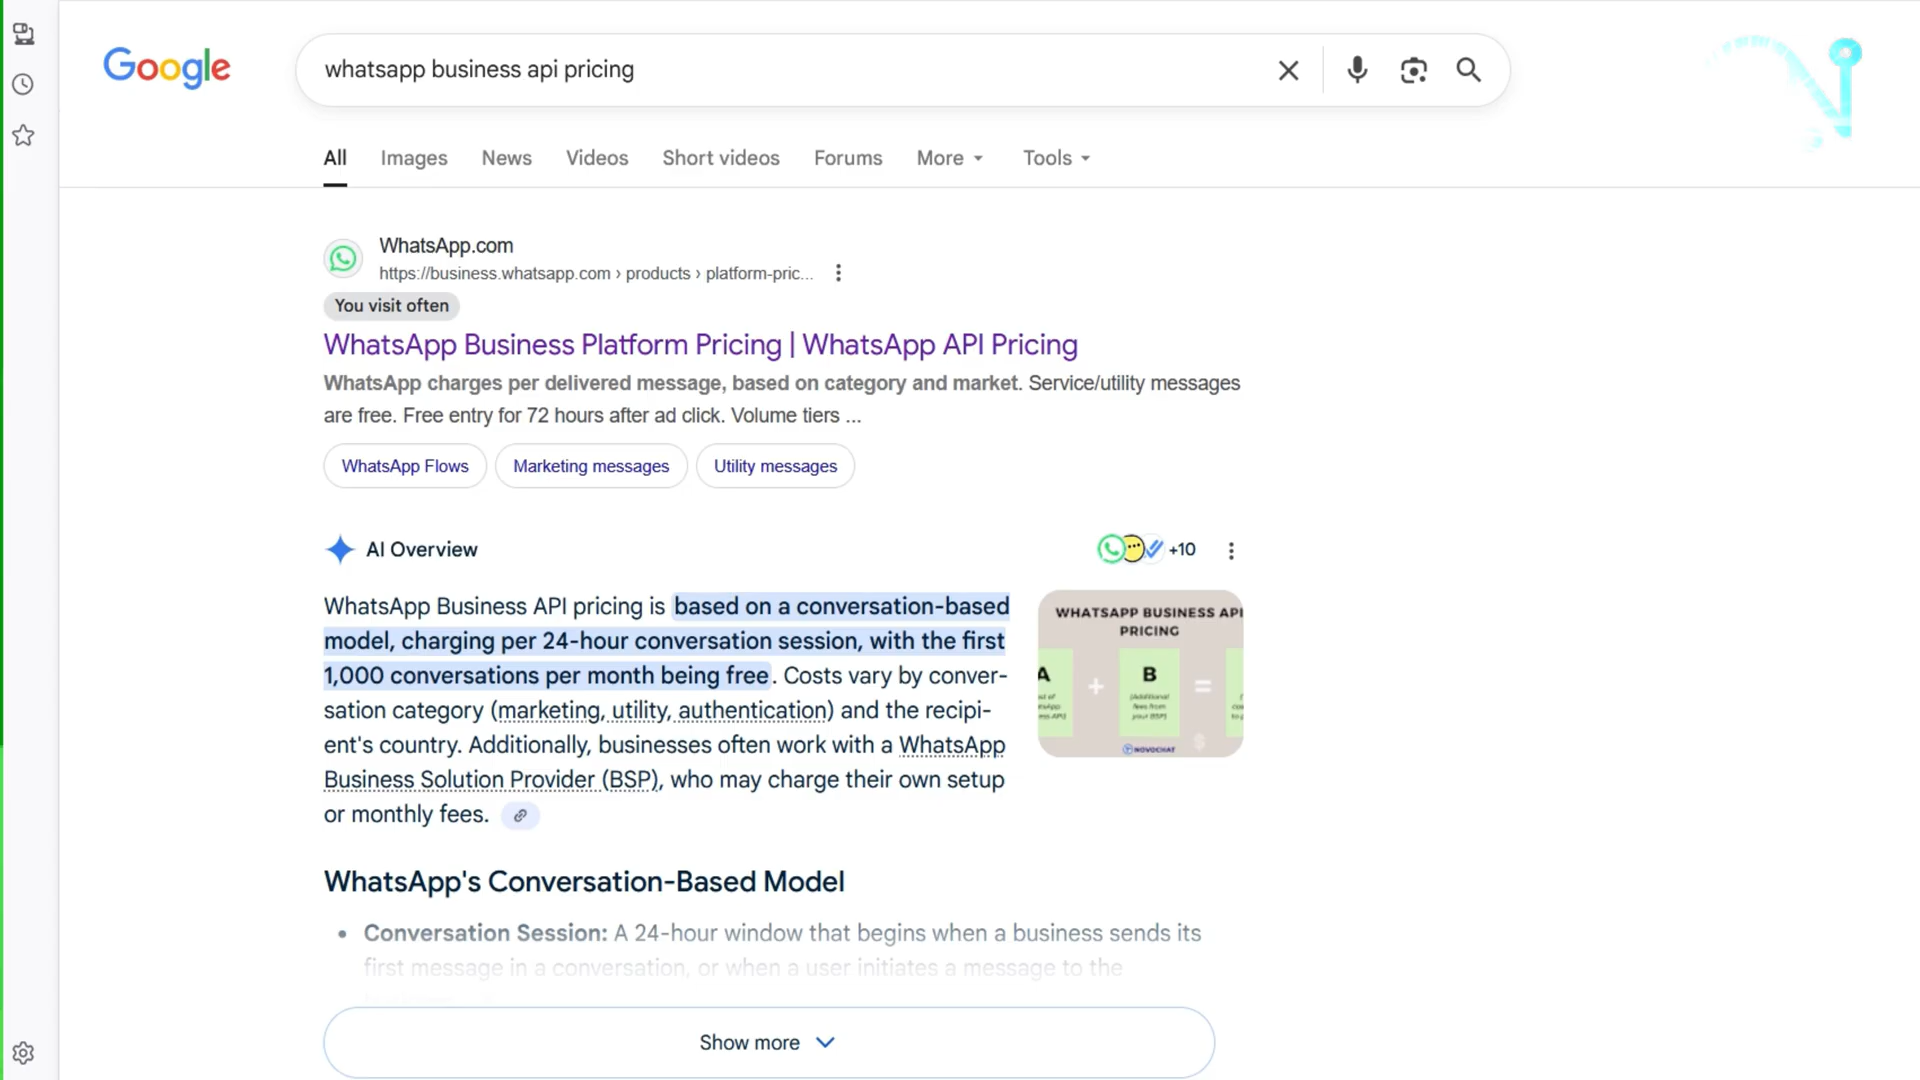 Google
whatsapp business api pricing
All
Images
News
Videos
Short videos
Forums
More
Tools
WhatsApp.com
https://business.whatsapp.com › products › platform-pric...
You visit often
WhatsApp Business Platform Pricing | WhatsApp API Pricing
WhatsApp charges per delivered message, based on category and market. Service/utility messages
are free. Free entry for 72 hours after ad click. Volume tiers ...
WhatsApp Flows
Marketing messages
Utility messages
AI Overview
+10
WhatsApp Business API pricing is based on a conversation-based
model, charging per 24-hour conversation session, with the first
1,000 conversations per month being free. Costs vary by conver-
sation category (marketing, utility, authentication) and the recipi-
ent's country. Additionally, businesses often work with a WhatsApp
Business Solution Provider (BSP), who may charge their own setup
or monthly fees.
WHATSAPP BUSINESS API
PRICING
A
+
B
=
(Additional
fees from
your BSP)
NOVOCHAT
WhatsApp's Conversation-Based Model
• Conversation Session: A 24-hour window that begins when a business sends its
first message in a conversation, or when a user initiates a message to the
Show more